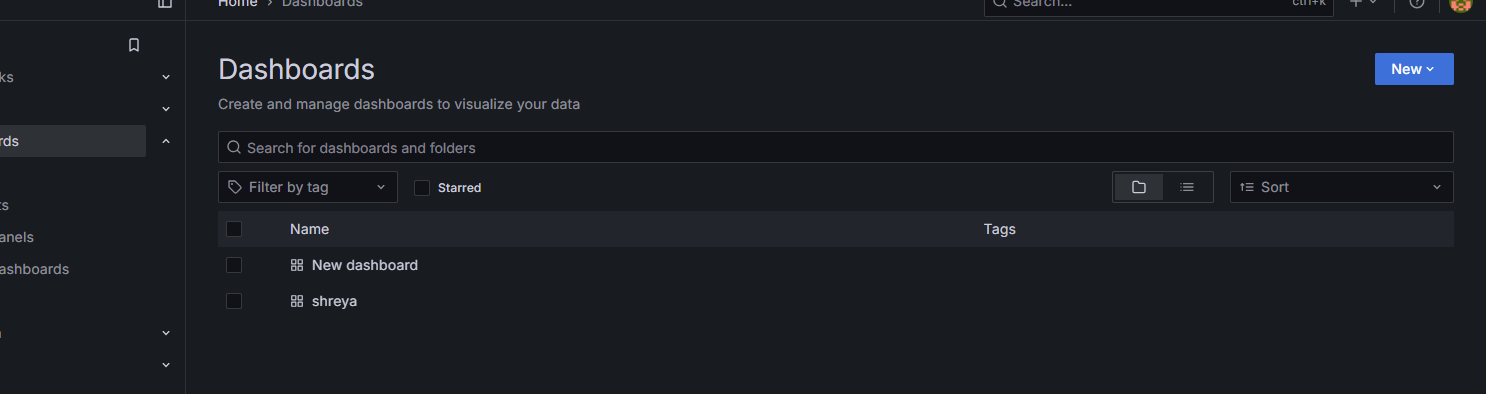 Home › Dashboards
Search... ctrl+k
ks
Dashboards
New
Create and manage dashboards to visualize your data
rds
Search for dashboards and folders
Filter by tag Starred Sort
ts
Name Tags
anels
New dashboard
ashboards
shreya